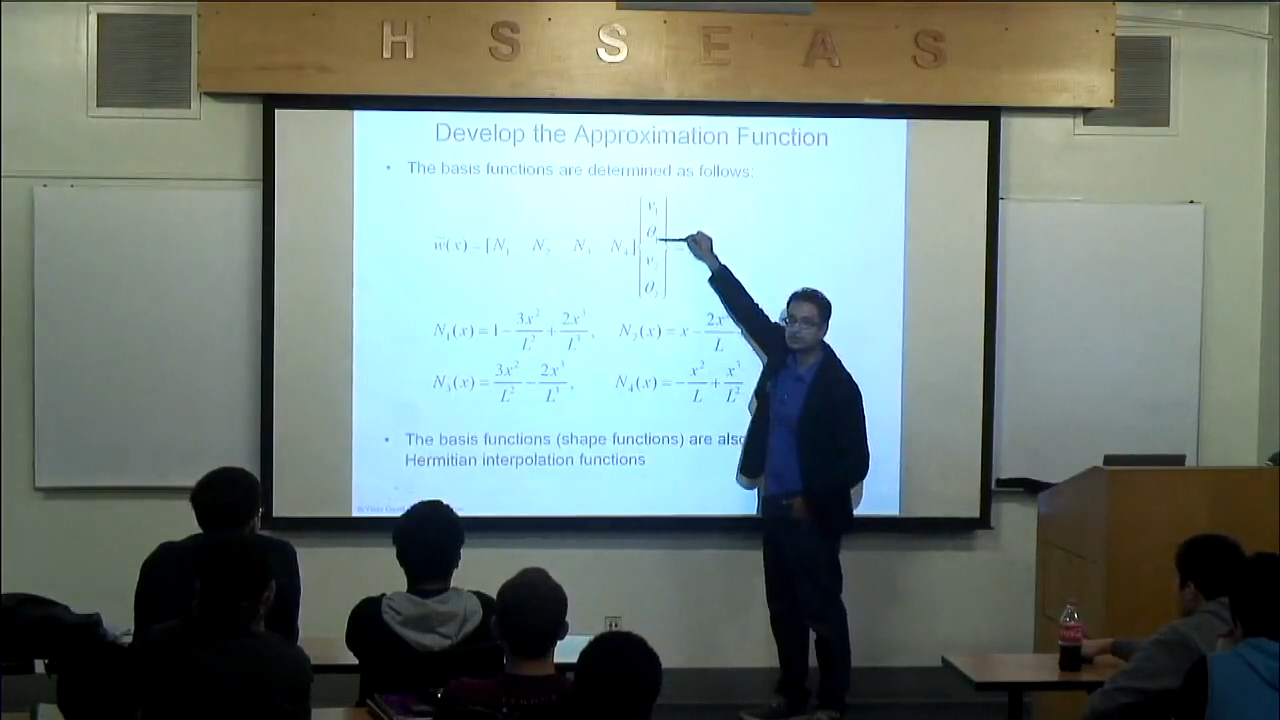 H S S E A S
Develop the Approximation Function
• The basis functions are determined as follows:
w̄(x) = [N₁ N₂ N₃ N₄] {v₁ θ₁ v₂ θ₂} =
N₁(x) = 1 − 3x²/L² + 2x³/L³, N₂(x) = x − 2x²/L
N₃(x) = 3x²/L² − 2x³/L³, N₄(x) = −x²/L + x³/L²
• The basis functions (shape functions) are also
Hermitian interpolation functions